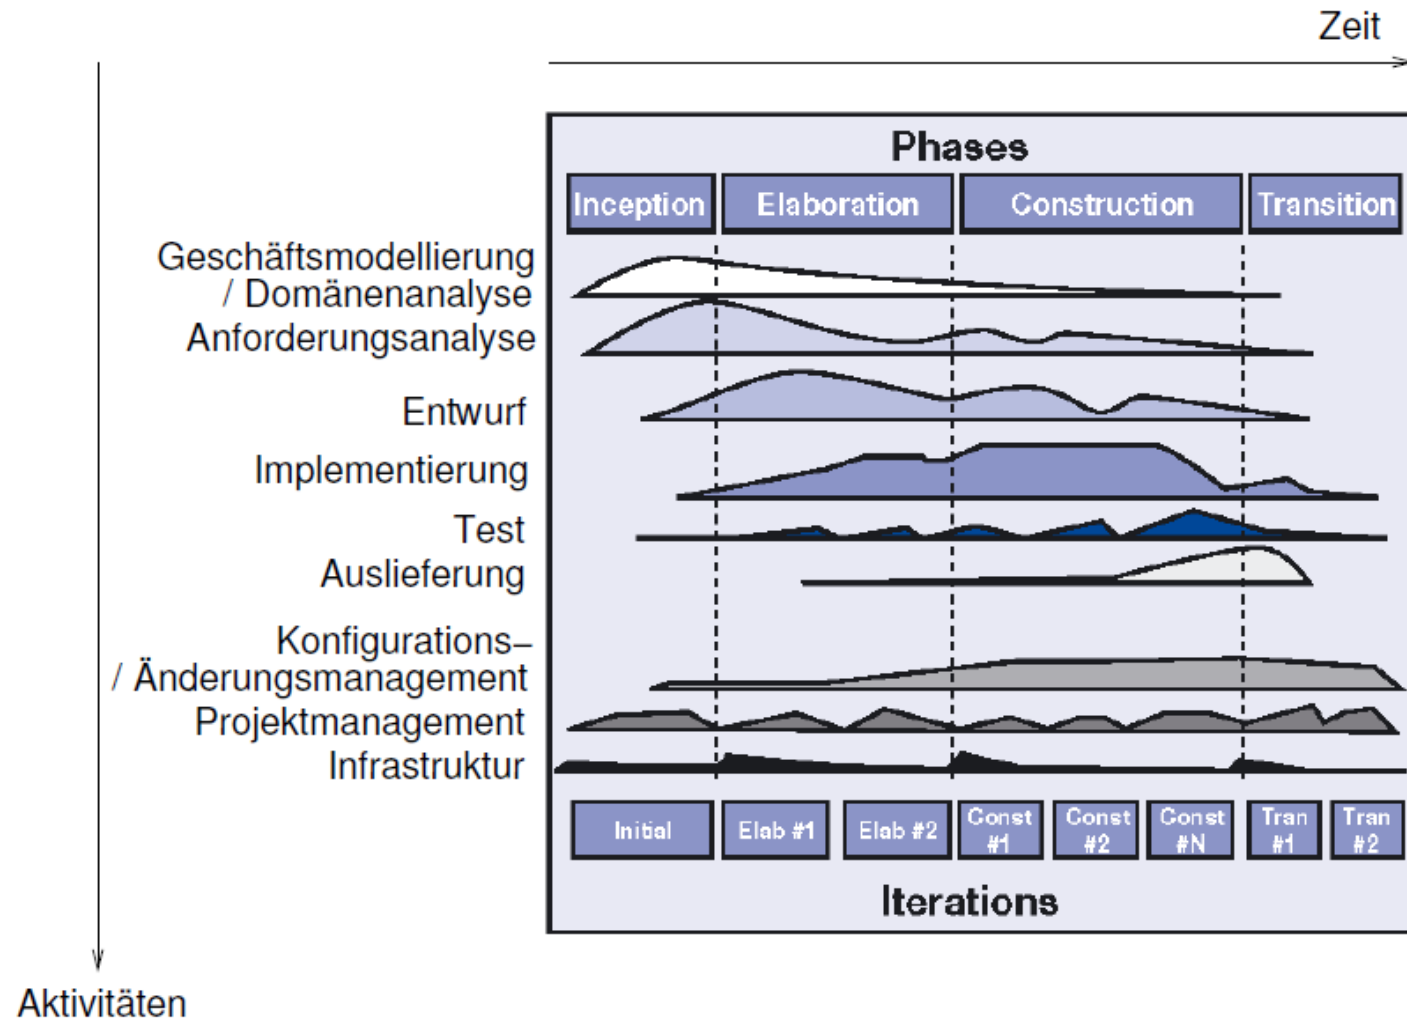 Zeit
Phases
Inception Elaboration Construction Transition
Geschäftsmodellierung
/ Domänenanalyse
Anforderungsanalyse
Entwurf
Implementierung
Test
Auslieferung
Konfigurations–
/ Änderungsmanagement
Projektmanagement
Infrastruktur
Initial Elab #1 Elab #2 Const #1 Const #2 Const #N Tran #1 Tran #2
Iterations
Aktivitäten